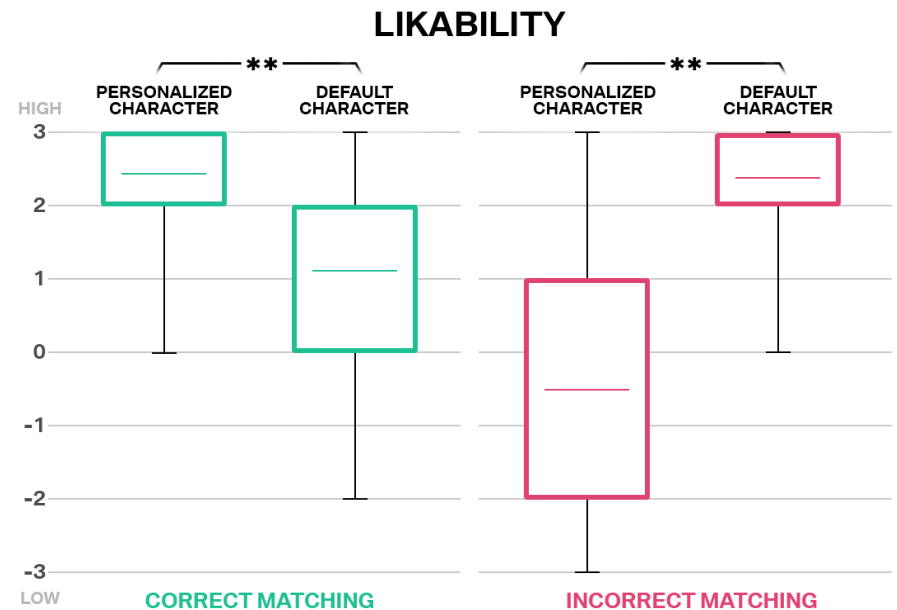 LIKABILITY
**
**
PERSONALIZED
CHARACTER
DEFAULT
CHARACTER
PERSONALIZED
CHARACTER
DEFAULT
CHARACTER
HIGH
3
2
1
0
-1
-2
-3
LOW
CORRECT MATCHING
INCORRECT MATCHING